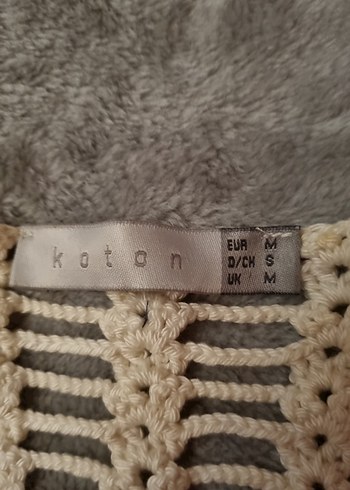 koton
EUR M
D/CH S
UK M